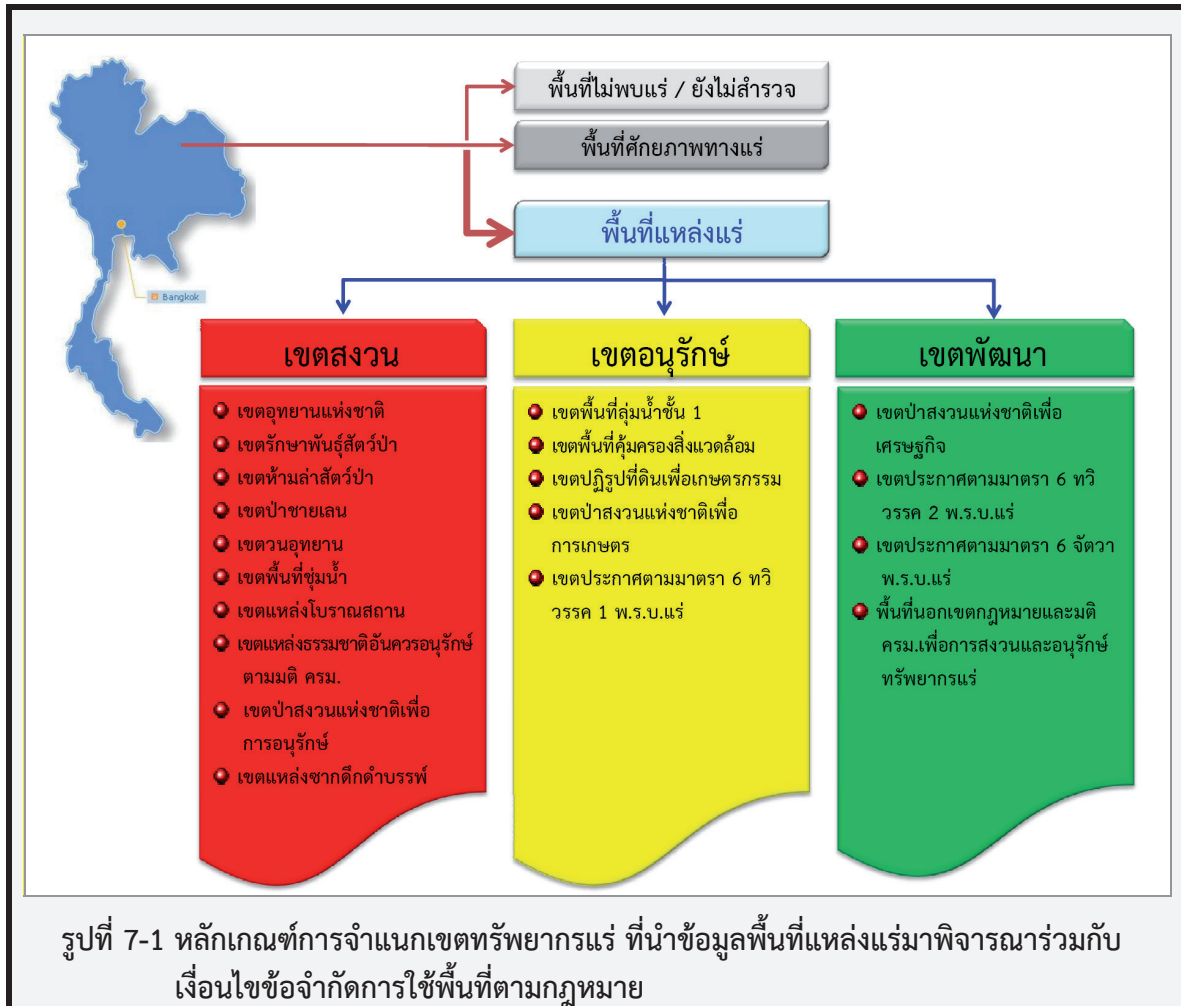 พื้นที่ไม่พบแร่ / ยังไม่สำรวจ
พื้นที่ศักยภาพทางแร่
พื้นที่แหล่งแร่
Bangkok
เขตสงวน
เขตอุทยานแห่งชาติ
เขตรักษาพันธุ์สัตว์ป่า
เขตห้ามล่าสัตว์ป่า
เขตป่าชายเลน
เขตวนอุทยาน
เขตพื้นที่ชุ่มน้ำ
เขตแหล่งโบราณสถาน
เขตแหล่งธรรมชาติอันควรอนุรักษ์
ตามมติ ครม.
เขตป่าสงวนแห่งชาติเพื่อ
การอนุรักษ์
เขตแหล่งซากดึกดำบรรพ์
เขตอนุรักษ์
เขตพื้นที่ลุ่มน้ำชั้น 1
เขตพื้นที่คุ้มครองสิ่งแวดล้อม
เขตปฏิรูปที่ดินเพื่อเกษตรกรรม
เขตป่าสงวนแห่งชาติเพื่อ
การเกษตร
เขตประกาศตามมาตรา 6 ทวิ
วรรค 1 พ.ร.บ.แร่
เขตพัฒนา
เขตป่าสงวนแห่งชาติเพื่อ
เศรษฐกิจ
เขตประกาศตามมาตรา 6 ทวิ
วรรค 2 พ.ร.บ.แร่
เขตประกาศตามมาตรา 6 จัตวา
พ.ร.บ.แร่
พื้นที่นอกเขตกฎหมายและมติ
ครม.เพื่อการสงวนและอนุรักษ์
ทรัพยากรแร่
รูปที่ 7-1 หลักเกณฑ์การจำแนกเขตทรัพยากรแร่ ที่นำข้อมูลพื้นที่แหล่งแร่มาพิจารณาร่วมกับ
เงื่อนไขข้อจำกัดการใช้พื้นที่ตามกฎหมาย